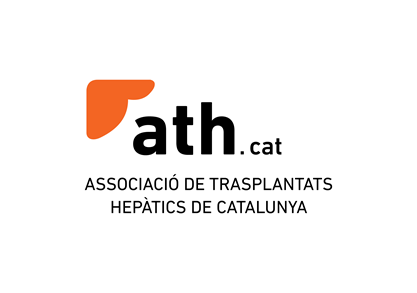 ath.cat
ASSOCIACIÓ DE TRASPLANTATS
HEPÀTICS DE CATALUNYA